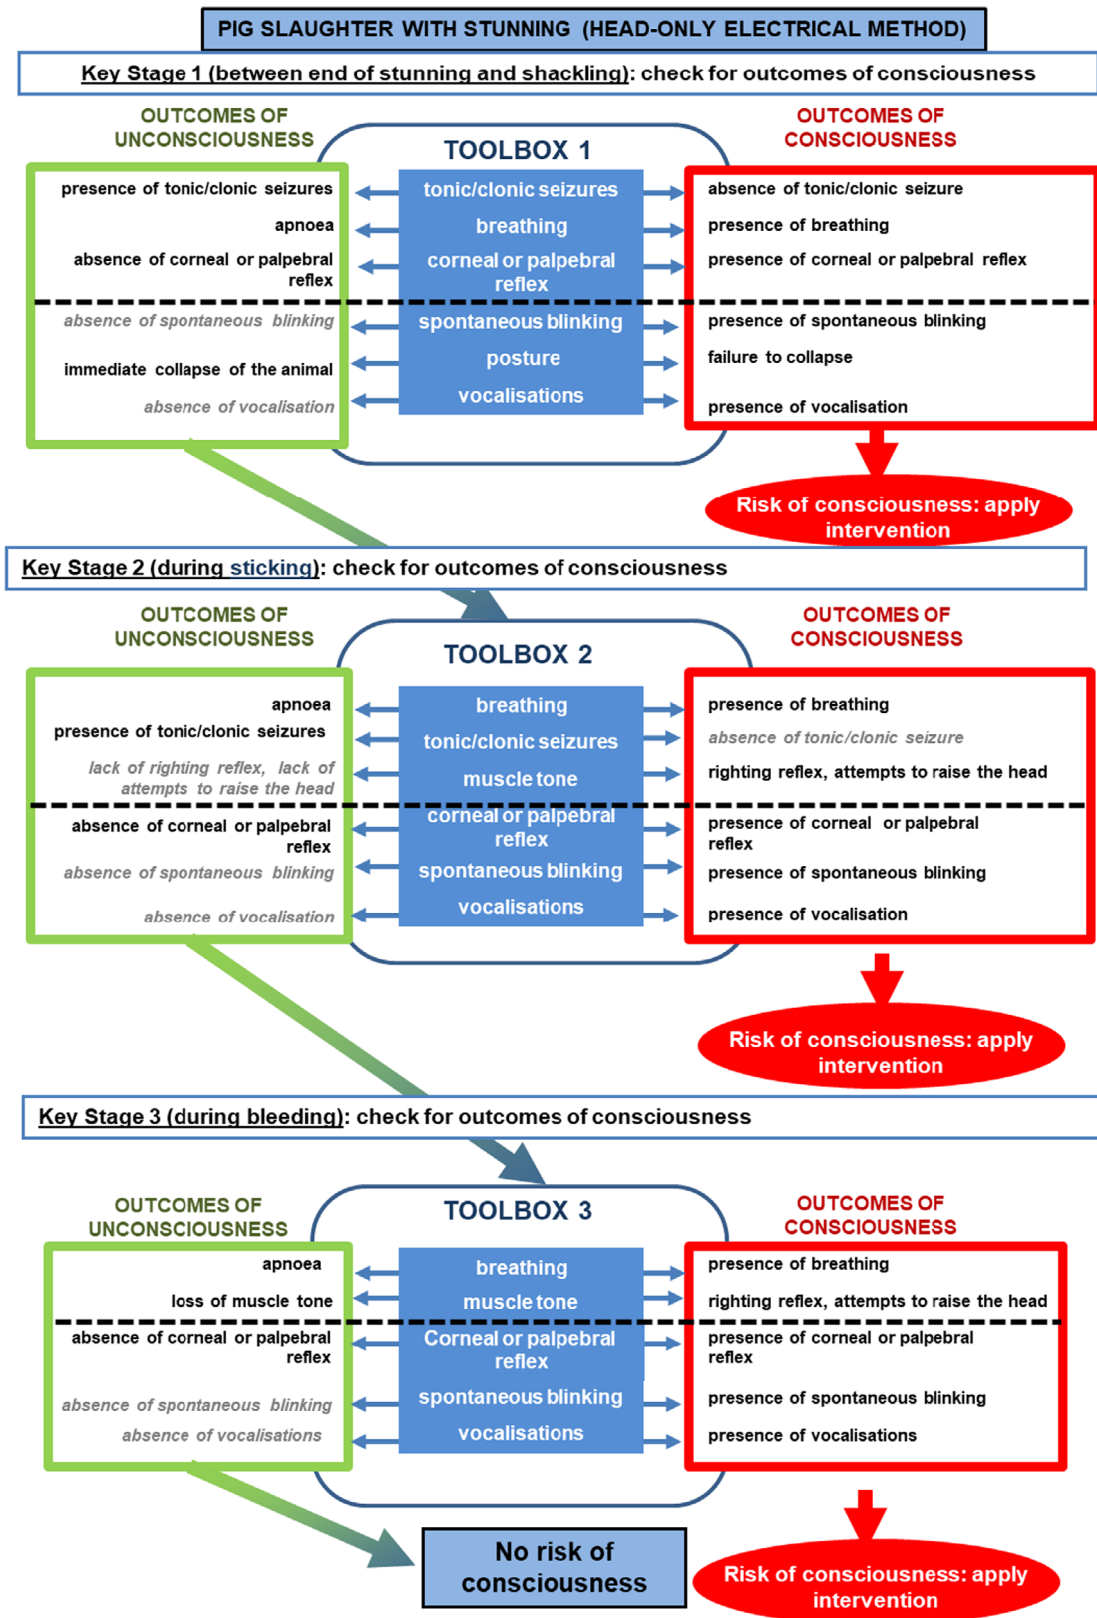 PIG SLAUGHTER WITH STUNNING (HEAD-ONLY ELECTRICAL METHOD)
Key Stage 1 (between end of stunning and shackling): check for outcomes of consciousness
OUTCOMES OF
UNCONSCIOUSNESS
TOOLBOX 1
OUTCOMES OF
CONSCIOUSNESS
presence of tonic/clonic seizures
tonic/clonic seizures
absence of tonic/clonic seizure
apnoea
breathing
presence of breathing
absence of corneal or palpebral
reflex
corneal or palpebral
reflex
presence of corneal or palpebral reflex
absence of spontaneous blinking
spontaneous blinking
presence of spontaneous blinking
immediate collapse of the animal
posture
failure to collapse
absence of vocalisation
vocalisations
presence of vocalisation
Risk of consciousness: apply
intervention
Key Stage 2 (during sticking): check for outcomes of consciousness
OUTCOMES OF
UNCONSCIOUSNESS
TOOLBOX 2
OUTCOMES OF
CONSCIOUSNESS
apnoea
breathing
presence of breathing
presence of tonic/clonic seizures
tonic/clonic seizures
absence of tonic/clonic seizure
lack of righting reflex, lack of
attempts to raise the head
muscle tone
righting reflex, attempts to raise the head
absence of corneal or palpebral
reflex
corneal or palpebral
reflex
presence of corneal or palpebral
reflex
absence of spontaneous blinking
spontaneous blinking
presence of spontaneous blinking
absence of vocalisation
vocalisations
presence of vocalisation
Risk of consciousness: apply
intervention
Key Stage 3 (during bleeding): check for outcomes of consciousness
OUTCOMES OF
UNCONSCIOUSNESS
TOOLBOX 3
OUTCOMES OF
CONSCIOUSNESS
apnoea
breathing
presence of breathing
loss of muscle tone
muscle tone
righting reflex, attempts to raise the head
absence of corneal or palpebral
reflex
Corneal or palpebral
reflex
presence of corneal or palpebral
reflex
absence of spontaneous blinking
spontaneous blinking
presence of spontaneous blinking
absence of vocalisations
vocalisations
presence of vocalisations
No risk of
consciousness
Risk of consciousness: apply
intervention